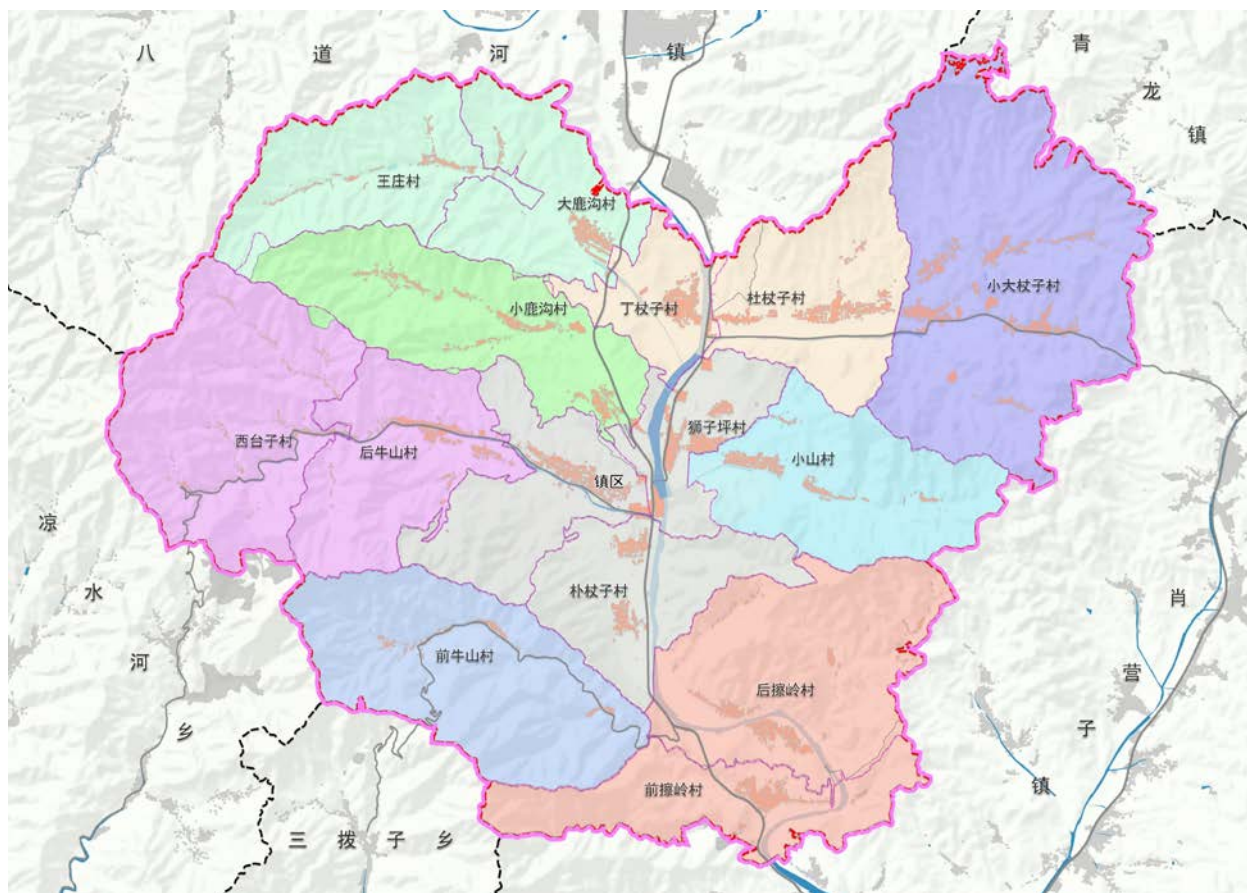 八道河镇
青龙镇
王庄村
大鹿沟村
小鹿沟村
丁杖子村
杜杖子村
小大杖子村
西台子村
后牛山村
狮子坪村
小山村
镇区
朴杖子村
前牛山村
后擦岭村
前擦岭村
凉水河乡
三拨子乡
肖营子镇